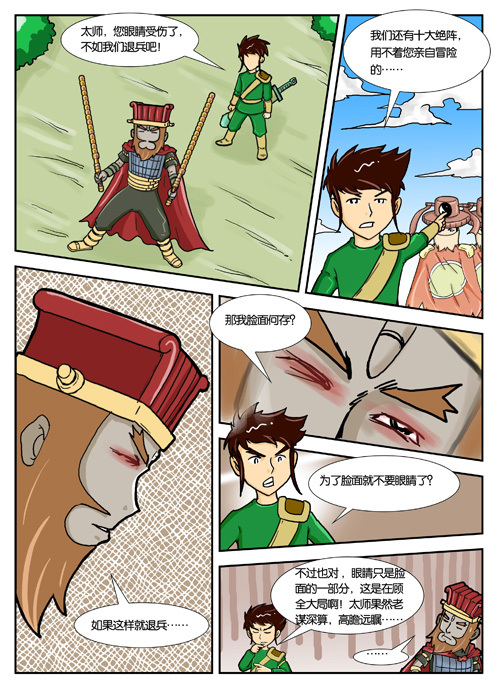 太师，您眼睛受伤了，
不如我们退兵吧！
我们还有十大绝阵，
用不着您亲自冒险
的……
如果这样就退兵……
那我脸面何存？
为了脸面就不要眼睛了？
不过也对，眼睛只是脸
面的一部分，这是在顾
全大局啊！太师果然老
谋深算，高瞻远瞩……
……